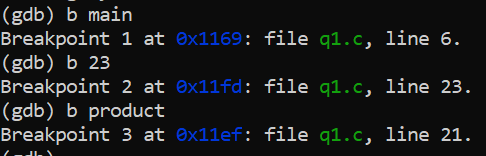 (gdb) b main
Breakpoint 1 at 0x1169: file q1.c, line 6.
(gdb) b 23
Breakpoint 2 at 0x11fd: file q1.c, line 23.
(gdb) b product
Breakpoint 3 at 0x11ef: file q1.c, line 21.